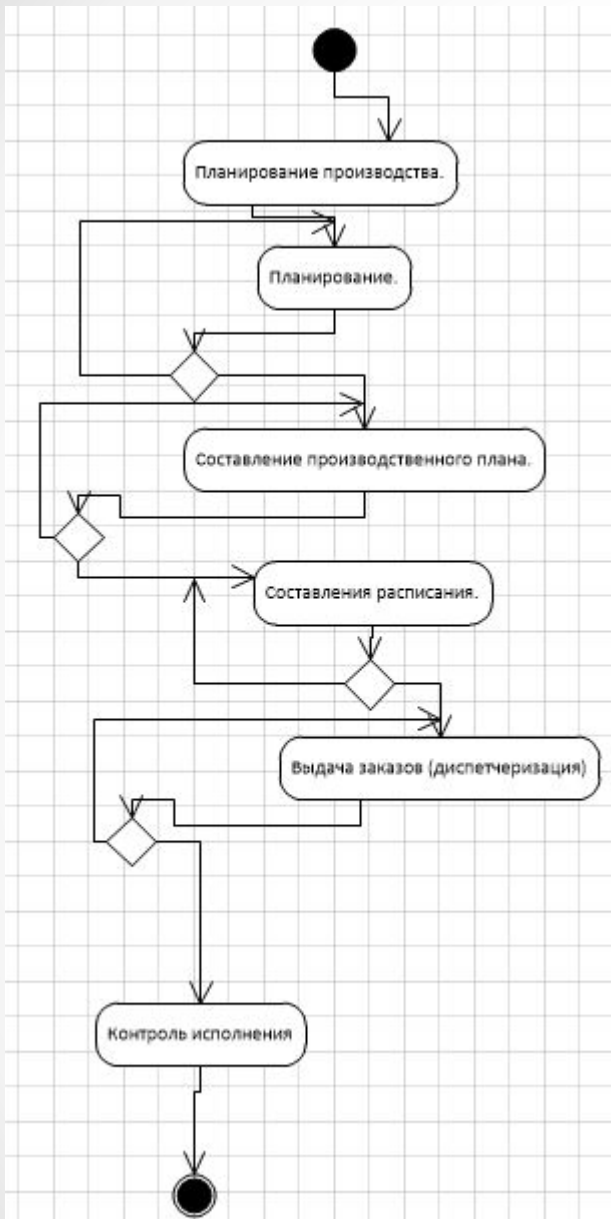 Планирование производства.
Планирование.
Составление производственного плана.
Составления расписания.
Выдача заказов (диспетчеризация)
Контроль исполнения